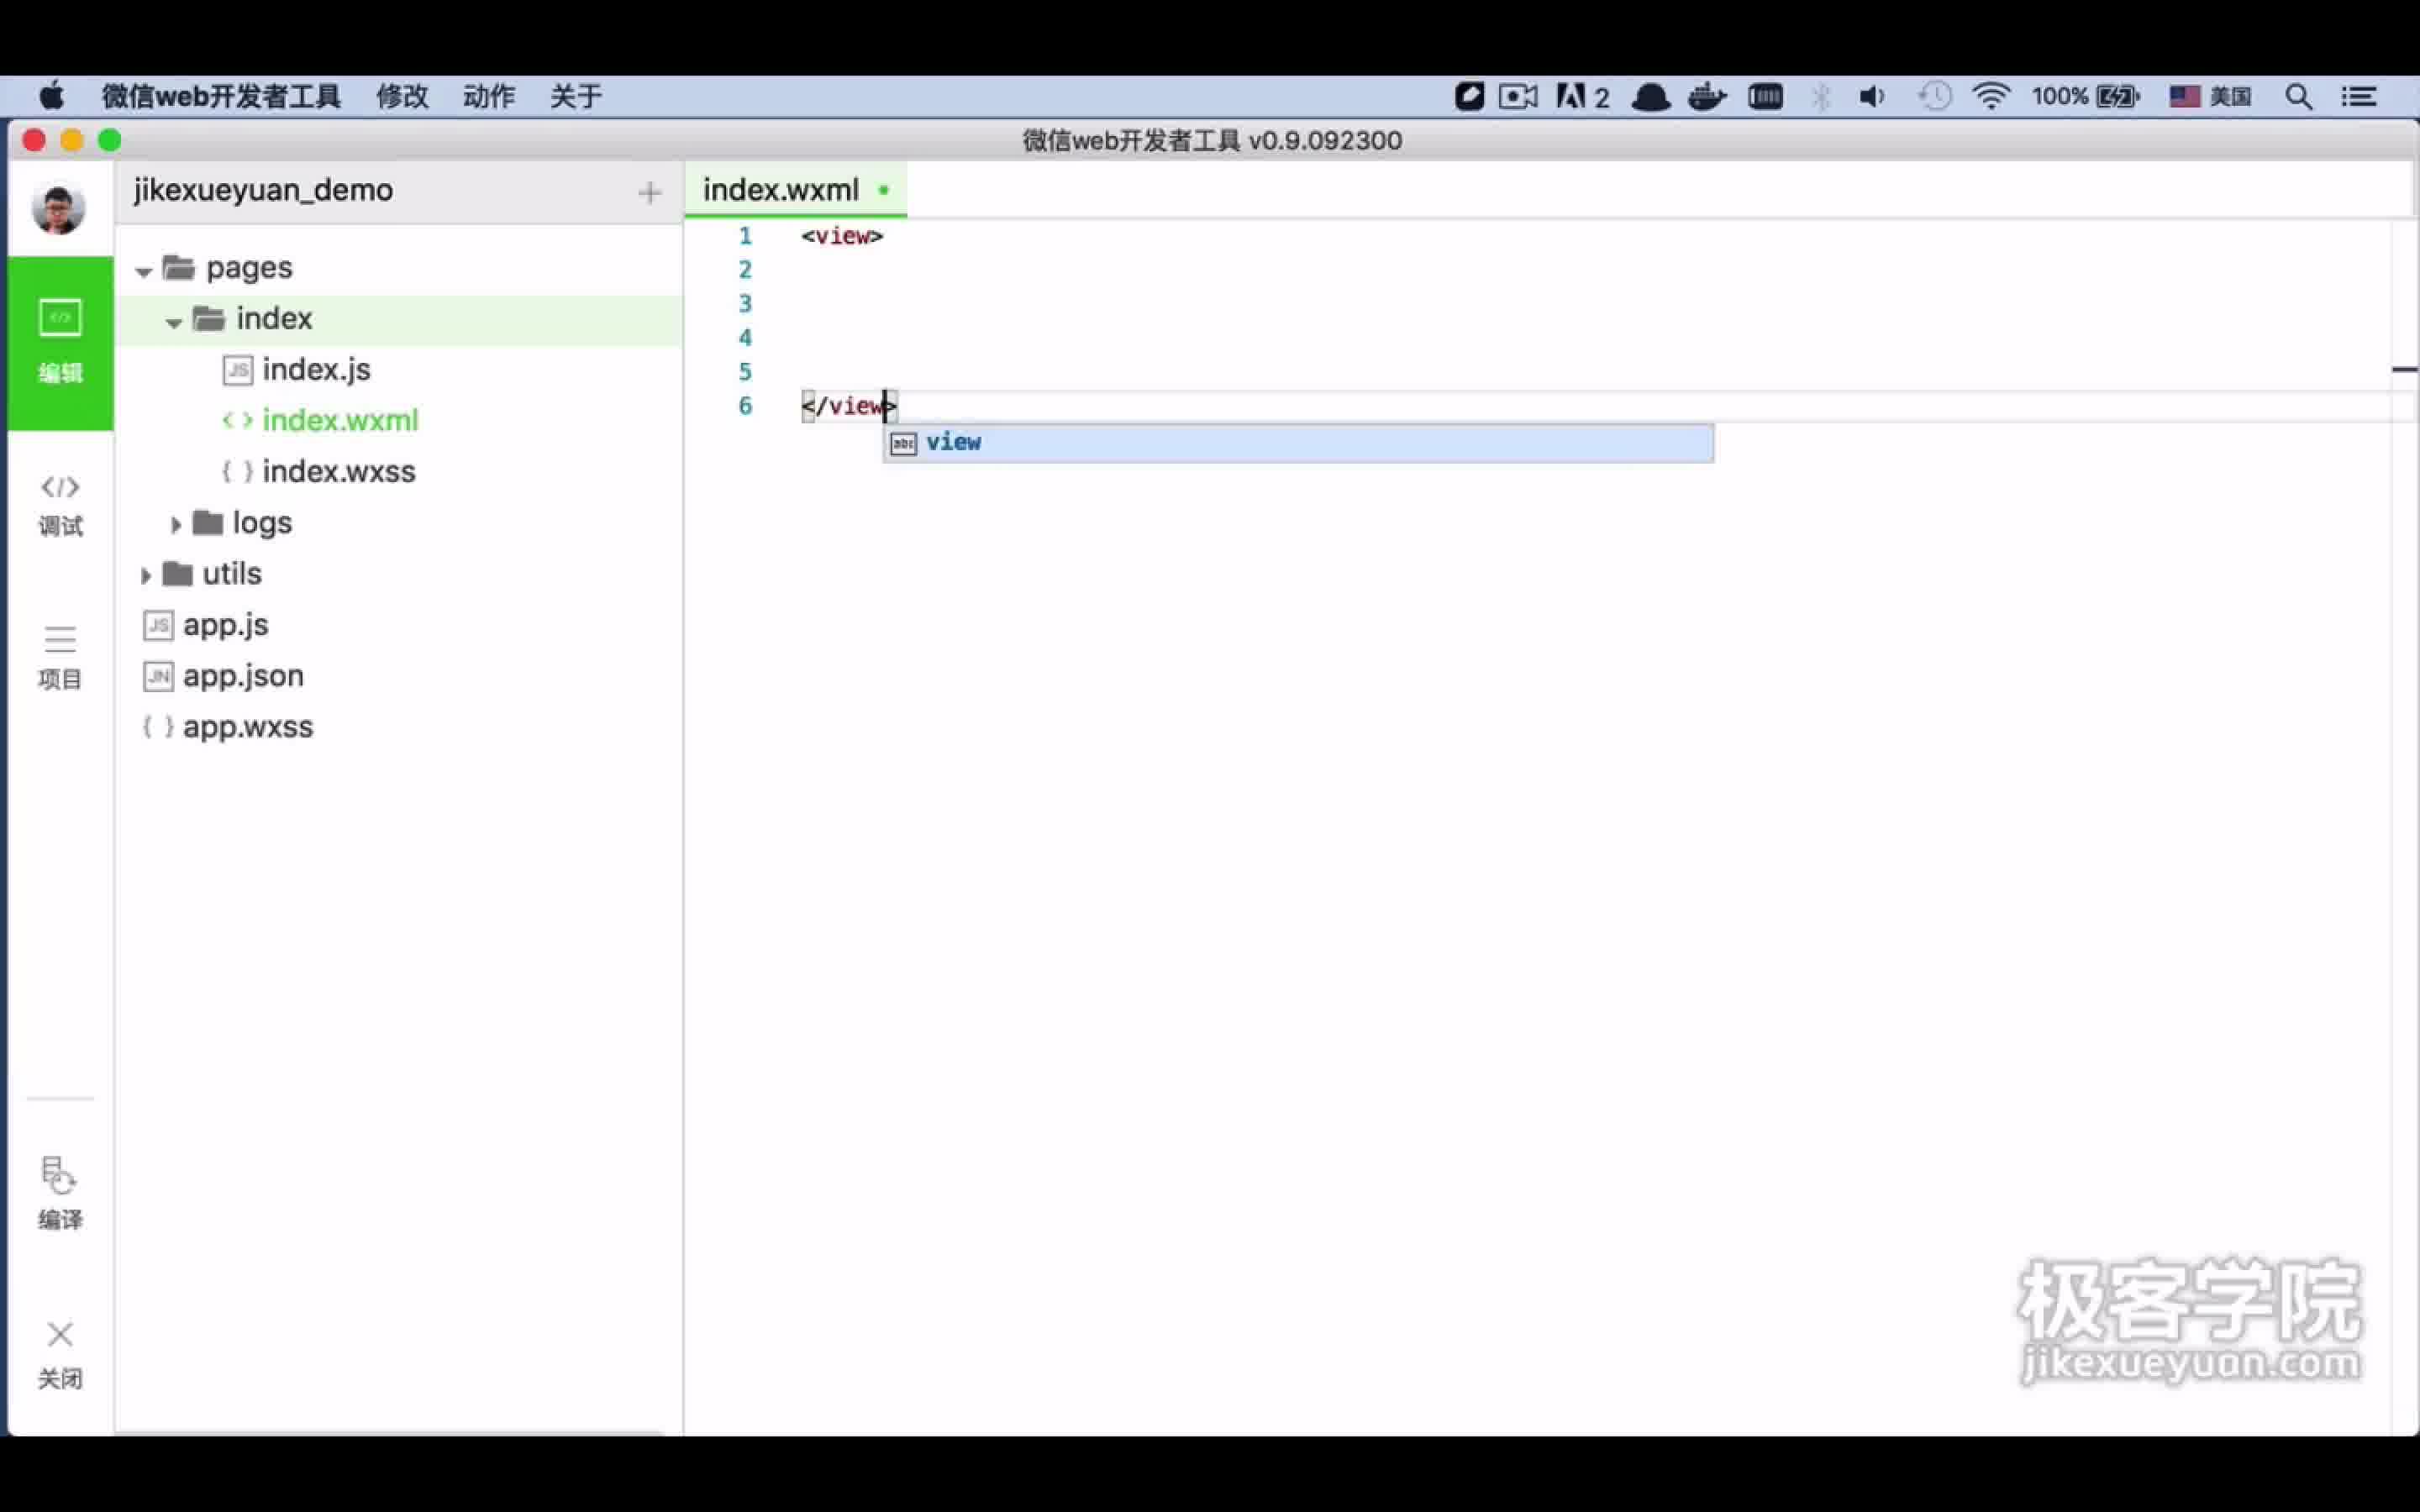 微信web开发者工具 修改 动作 关于 2 100% 美国
微信web开发者工具 v0.9.092300
jikexueyuan_demo +
index.wxml
编辑
调试
项目
编译
关闭
pages
index
JS index.js
< > index.wxml
{ } index.wxss
logs
utils
JS app.js
JN app.json
{ } app.wxss
1 <view>
2
3
4
5
6 </view>
abc view
极客学院
jikexueyuan.com